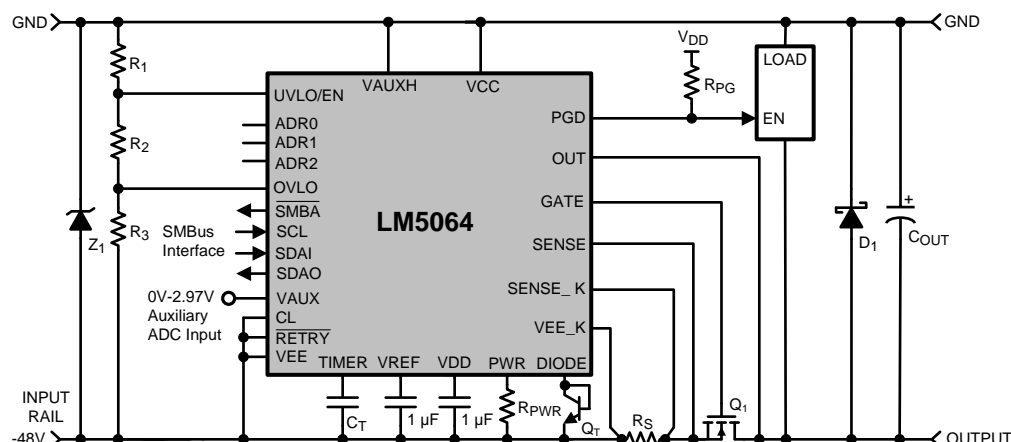 GND
GND
VDD
R1
VAUXH
VCC
LOAD
UVLO/EN
RPG
PGD
EN
ADR0
ADR1
R2
ADR2
OUT
OVLO
GATE
SMBA
LM5064
R3
Z1
SMBus
Interface
SCL
SENSE
D1
COUT
+
SDAI
SDAO
SENSE_ K
0V-2.97V
Auxiliary
ADC Input
VAUX
CL
VEE_K
RETRY
VEE
TIMER
VREF
VDD
PWR
DIODE
INPUT
RAIL
-48V
CT
1 µF
1 µF
RPWR
QT
RS
Q1
OUTPUT